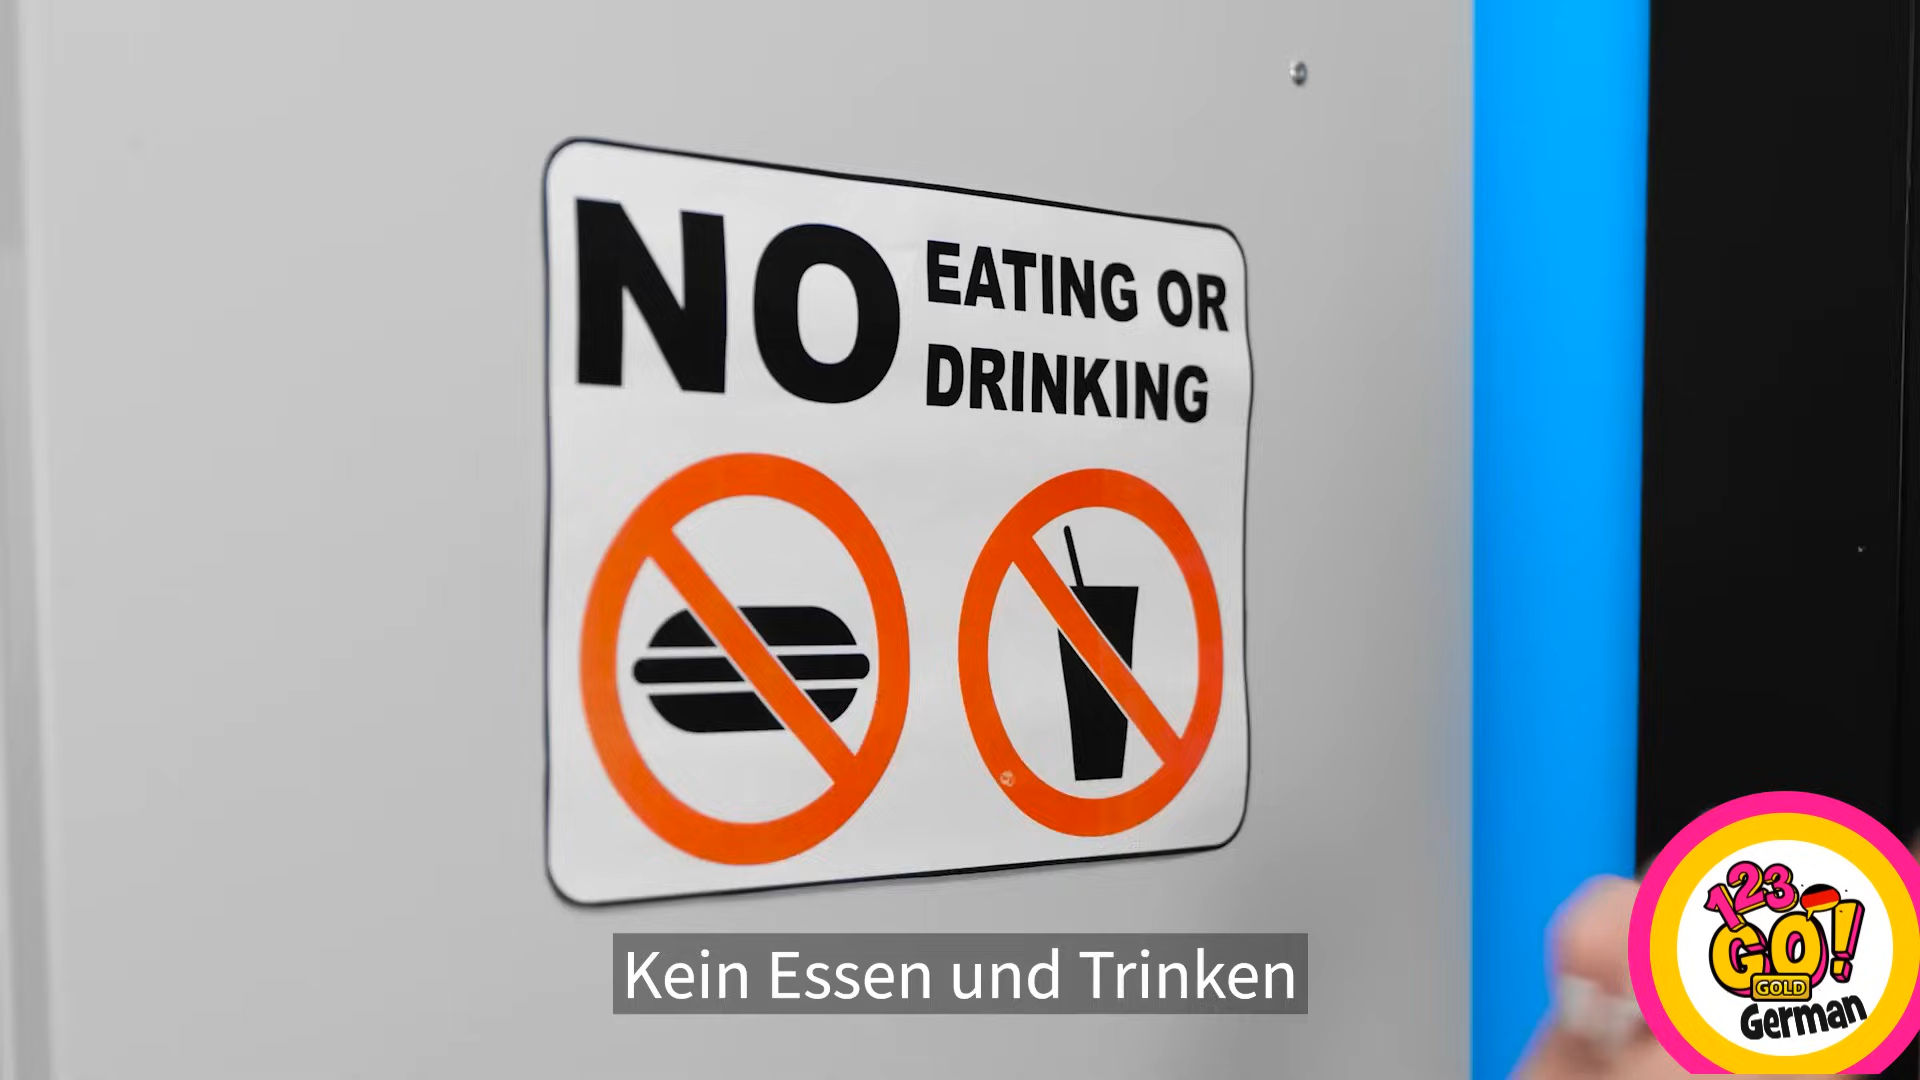 NO EATING OR
DRINKING
Kein Essen und Trinken
123
GO!
GOLD
German